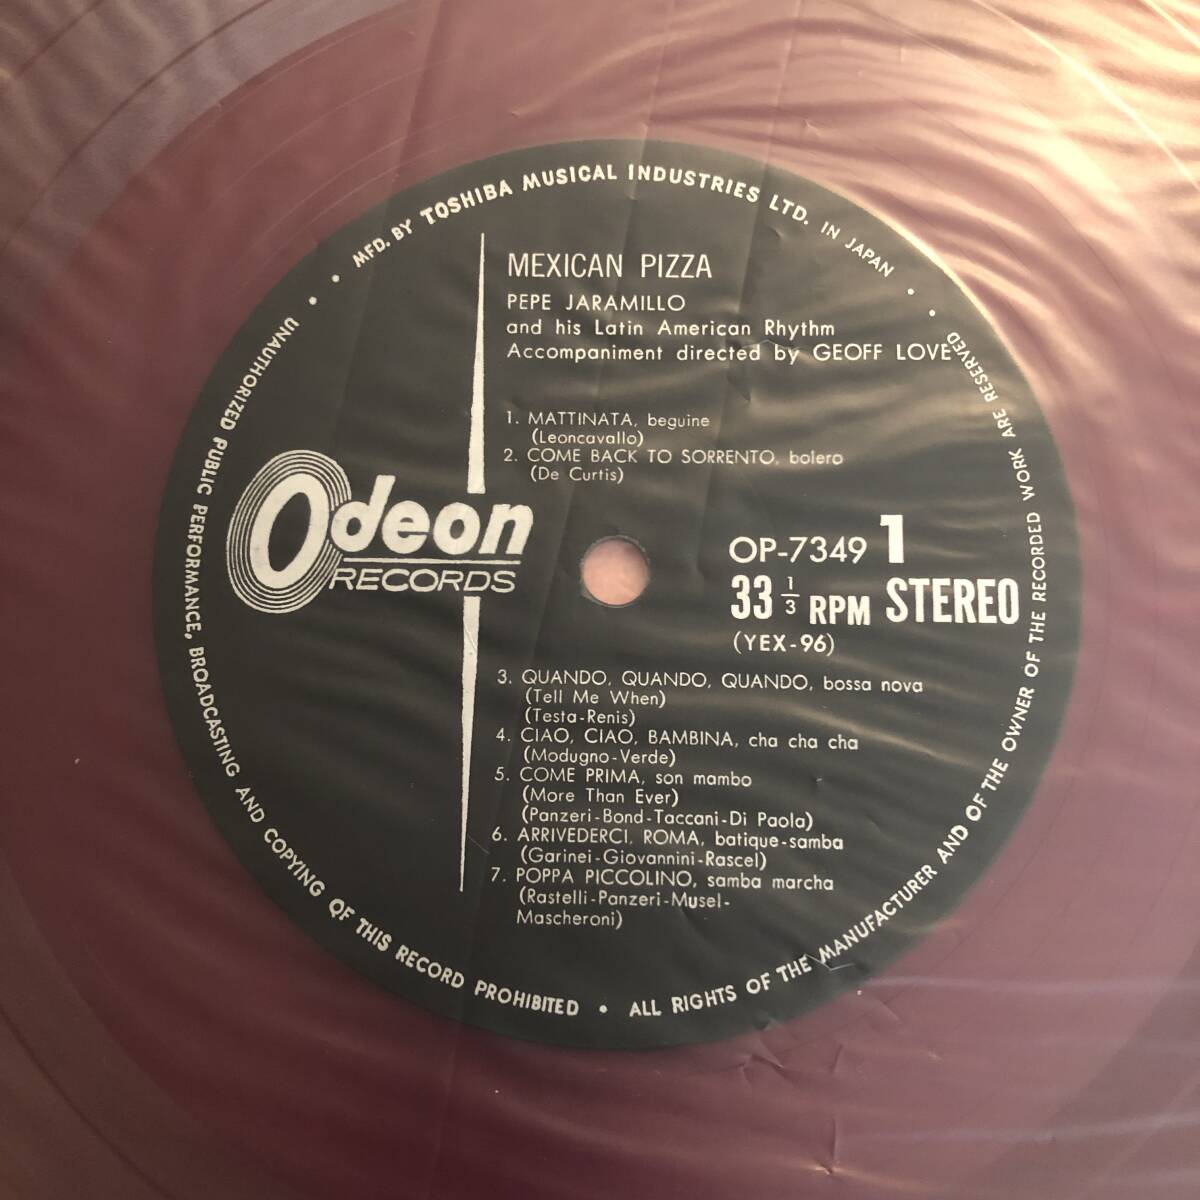 MFD. BY TOSHIBA MUSICAL INDUSTRIES LTD. IN JAPAN
MEXICAN PIZZA
PEPE JARAMILLO
and his Latin American Rhythm
Accompaniment directed by GEOFF LOVE
1. MATTINATA, beguine
(Leoncavallo)
2. COME BACK TO SORRENTO, bolero
(De Curtis)
Odeon
RECORDS
OP-7349 1
33 1/3 RPM STEREO
(YEX-96)
3. QUANDO, QUANDO, QUANDO, bossa nova
(Tell Me When)
(Testa-Renis)
4. CIAO, CIAO, BAMBINA, cha cha cha
(Modugno-Verde)
5. COME PRIMA, son mambo
(More Than Ever)
(Panzeri-Bond-Taccani-Di Paola)
6. ARRIVEDERCI, ROMA, batique-samba
(Garinei-Giovannini-Rascel)
7. POPPA PICCOLINO, samba marcha
(Rastelli-Panzeri-Musel-
Mascheroni)
UNAUTHORIZED PUBLIC PERFORMANCE, BROADCASTING AND COPYING OF THIS RECORD PROHIBITED • ALL RIGHTS OF THE MANUFACTURER AND OF THE OWNER OF THE RECORDED WORK ARE RESERVED